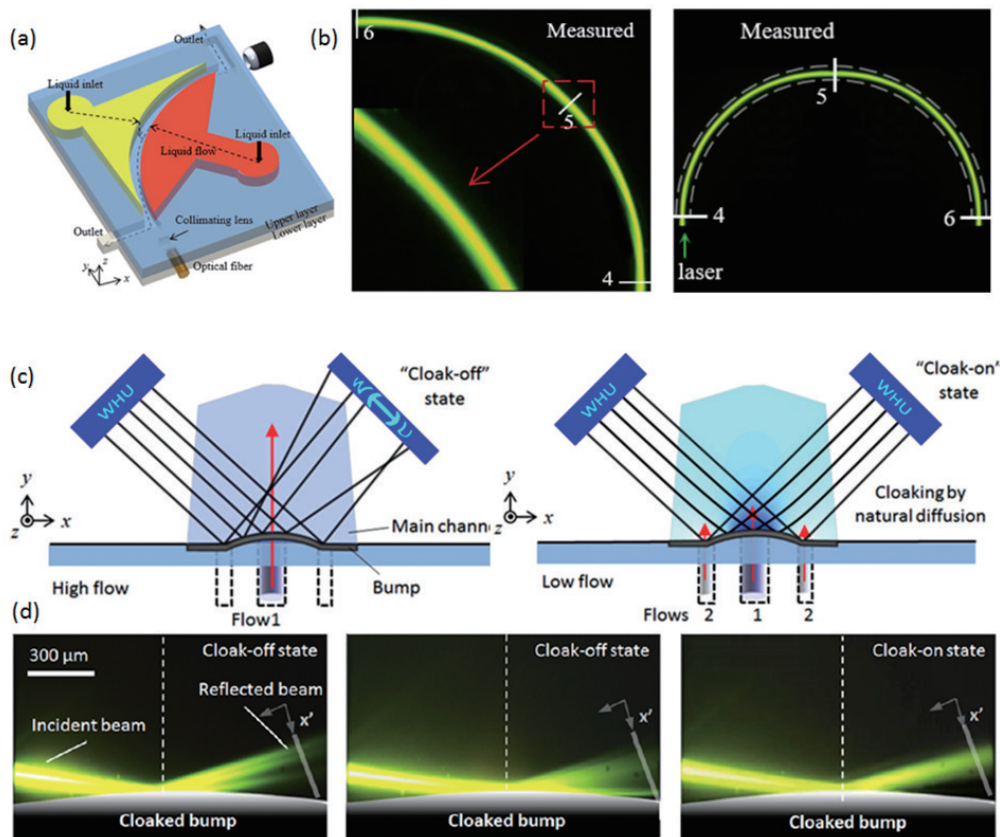 (a)
Outlet
Liquid inlet
Liquid inlet
Liquid flow
Collimating lens
Upper layer
Lower layer
Outlet
Optical fiber
y z x
(b)
6
Measured
5
4
Measured
5
4
6
laser
(c)
WHU
W U
"Cloak-off"
state
y
z x
Main channe
High flow
Bump
Flow1
WHU
WHU
"Cloak-on"
state
y
z x
Cloaking by
natural diffusion
Low flow
Flows 2 1 2
(d)
300 µm
Cloak-off state
Reflected beam
Incident beam
x'
Cloaked bump
Cloak-off state
x'
Cloaked bump
Cloak-on state
x'
Cloaked bump